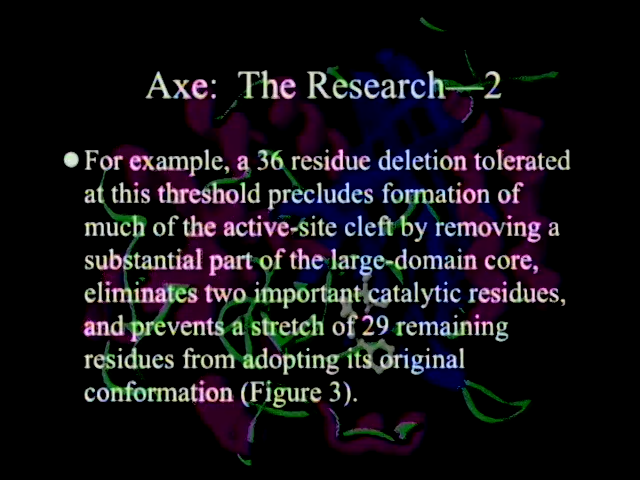 Axe:  The Research—2
● For example, a 36 residue deletion tolerated
at this threshold precludes formation of
much of the active-site cleft by removing a
substantial part of the large-domain core,
eliminates two important catalytic residues,
and prevents a stretch of 29 remaining
residues from adopting its original
conformation (Figure 3).